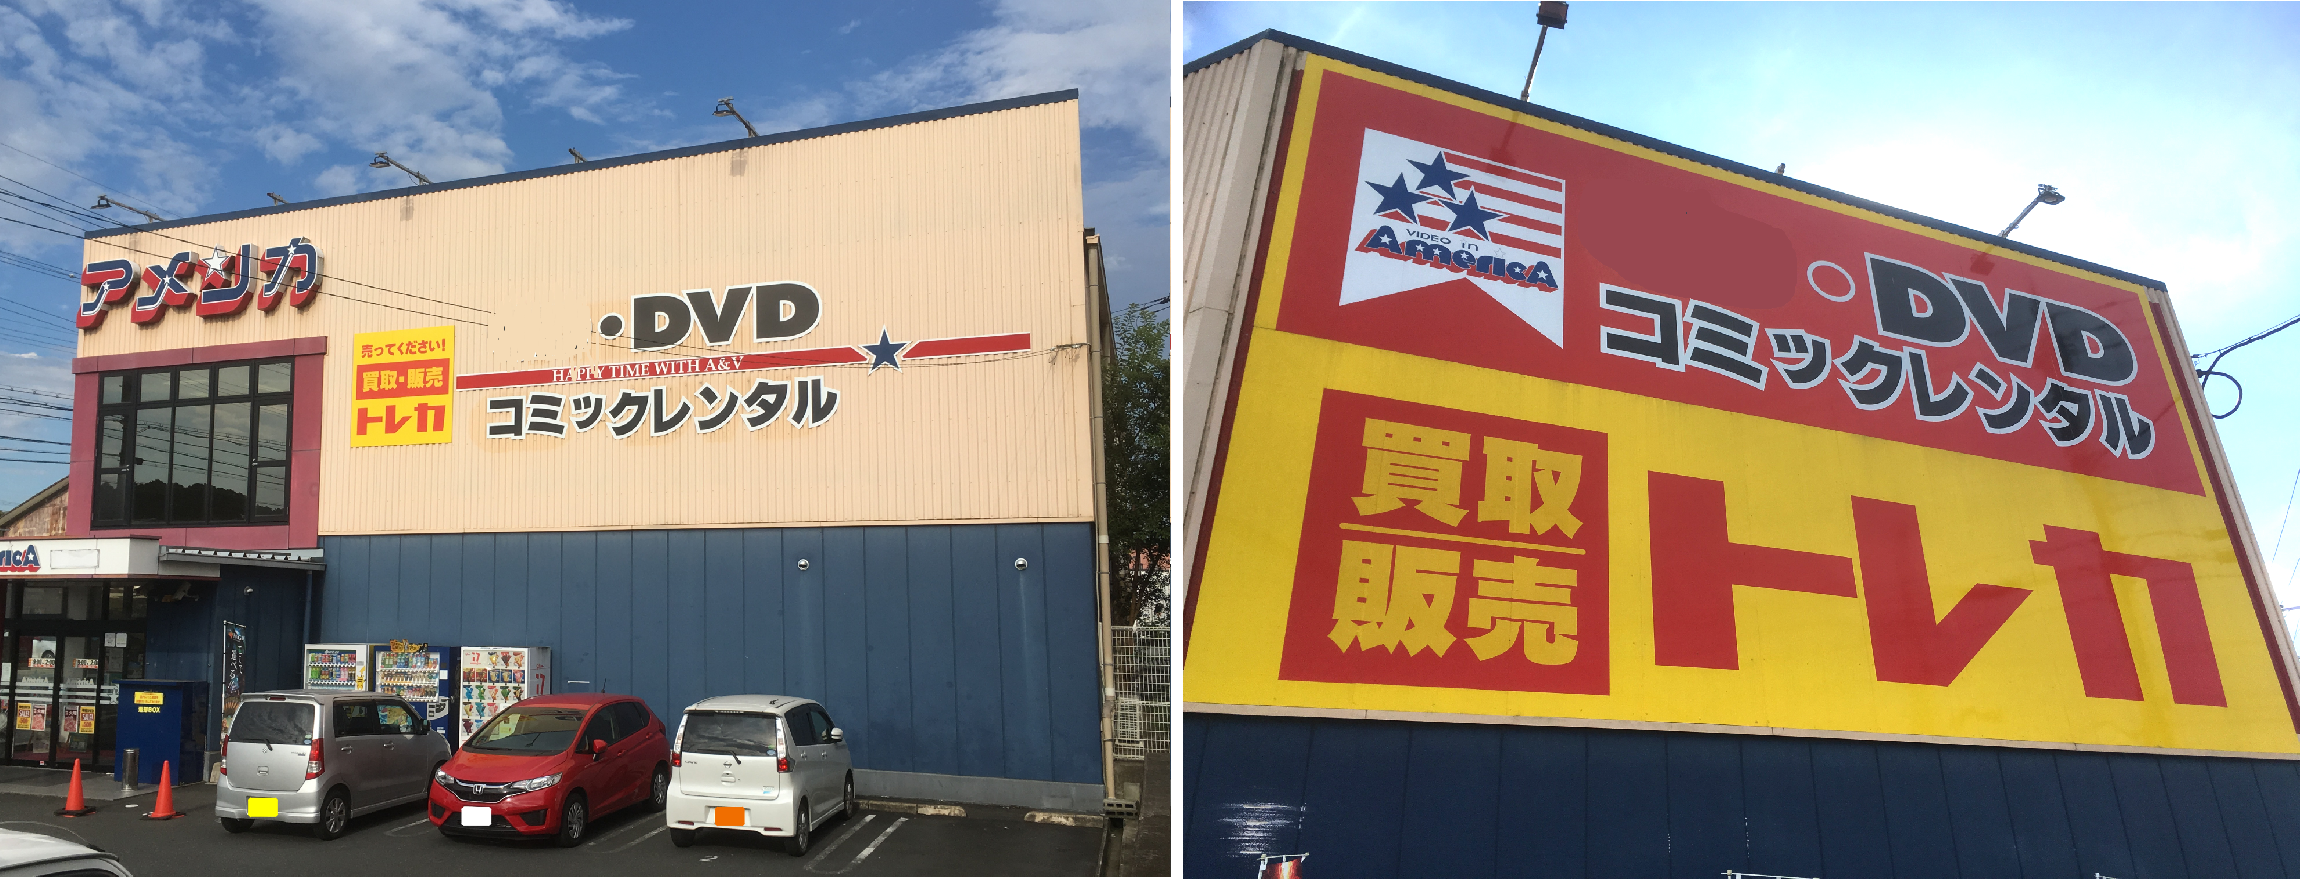 アメリカ
売ってください!
買取・販売
トレカ
・DVD
HAPPY TIME WITH A&V
コミックレンタル
ricA
VIDEO in
AmericA
・DVD
コミックレンタル
買取
販売
トレカ